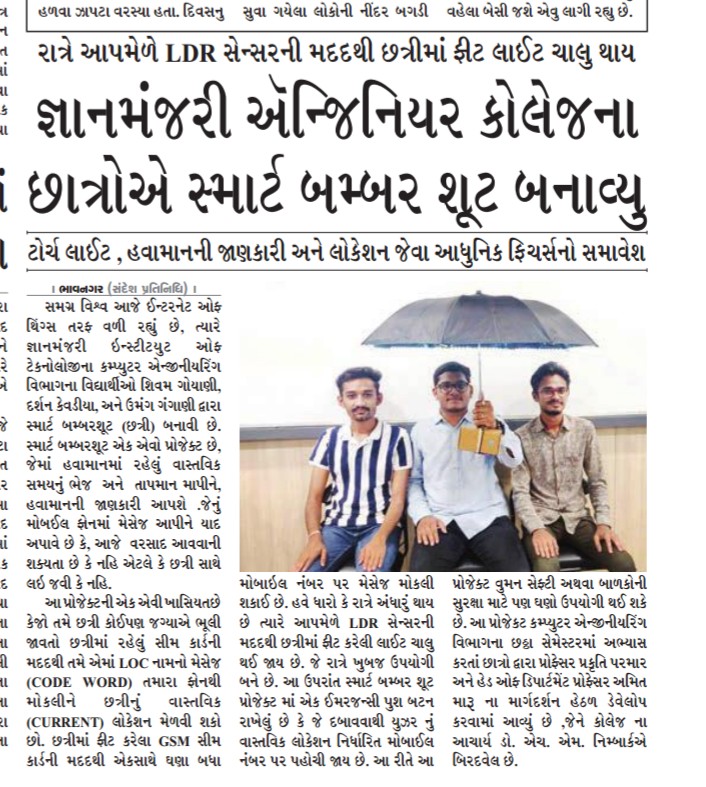 હળવા ઝાપટા વરસ્યા હતા. દિવસનુ
સુવા ગયેલા લોકોની નીંદર બગડી
વહેલા બેસી જશે એવુ લાગી રહ્યુ છે.
રાત્રે આપમેળે LDR સેન્સરની મદદથી છત્રીમાં ફીટ લાઈટ ચાલુ થાય
જ્ઞાનમંજરી ઍન્જિનિયર કોલેજના
છાત્રોએ સ્માર્ટ બમ્બર શૂટ બનાવ્યુ
ટોર્ચ લાઈટ , હવામાનની જાણકારી અને લોકેશન જેવા આધુનિક ફિચર્સનો સમાવેશ
। ભાવનગર (સંદેશ પ્રતિનિધિ) ।
સમગ્ર વિશ્વ આજે ઈન્ટરનેટ ઓફ
થિંગ્સ તરફ વળી રહ્યું છે, ત્યારે
જ્ઞાનમંજરી ઇન્સ્ટીટયુટ ઓફ
ટેકનોલોજીના કમ્પ્યુટર એન્જીનીયરિંગ
વિભાગના વિદ્યાર્થીઓ શિવમ ગોયાણી,
દર્શન કેવડીયા, અને ઉમંગ ગંગાણી દ્વારા
સ્માર્ટ બમ્બરશૂટ (છત્રી) બનાવી છે.
સ્માર્ટ બમ્બરશૂટ એક એવો પ્રોજેક્ટ છે,
જેમાં હવામાનમાં રહેલું વાસ્તવિક
સમયનું ભેજ અને તાપમાન માપીને,
હવામાનની જાણકારી આપશે .જેનું
મોબઈલ ફોનમાં મેસેજ આપીને યાદ
અપાવે છે કે, આજે વરસાદ આવવાની
શક્યતા છે કે નહિ એટલે કે છત્રી સાથે
લઇ જવી કે નહિ.
આ પ્રોજેક્ટની એક એવી ખાસિયતછે
કેજો તમે છત્રી કોઈપણ જગ્યાએ ભૂલી
જાવતો છત્રીમાં રહેલું સીમ કાર્ડની
મદદથી તમે એમાં LOC નામનો મેસેજ
(CODE WORD) તમારા ફોનથી
મોકલીને છત્રીનું વાસ્તવિક
(CURRENT) લોકેશન મેળવી શકો
છો. છત્રીમાં ફીટ કરેલા GSM સીમ
કાર્ડની મદદથી એકસાથે ઘણા બધા
મોબાઇલ નંબર પર મેસેજ મોકલી
શકાઈ છે. હવે ધારો કે રાત્રે અંધારું થાય
છે ત્યારે આપમેળે LDR સેન્સરની
મદદથી છત્રીમાં ફીટ કરેલી લાઈટ ચાલુ
થઈ જાય છે. જે રાત્રે ખુબજ ઉપયોગી
બને છે. આ ઉપરાંત સ્માર્ટ બમ્બર શૂટ
પ્રોજેક્ટ માં એક ઈમરજન્સી પુશ બટન
રાખેલું છે કે જે દબાવવાથી યુઝર નું
વાસ્તવિક લોકેશન નિર્ધારિત મોબાઈલ
નંબર પર પહોચી જાય છે. આ રીતે આ
પ્રોજેક્ટ વુમન સેફ્ટી અથવા બાળકોની
સુરક્ષા માટે પણ ઘણો ઉપયોગી થઈ શકે
છે. આ પ્રોજેકટ કમ્પ્યુટર એન્જીનીયરિંગ
વિભાગના છઠ્ઠા સેમેસ્ટરમાં અભ્યાસ
કરતાં છાત્રો દ્વારા પ્રોફેસર પ્રકૃતિ પરમાર
અને હેડ ઓફ ડિપાર્ટમેંટ પ્રોફેસર અમિત
મારૂ ના માર્ગદર્શન હેઠળ ડેવેલોપ
કરવામાં આવ્યું છે ,જેને કોલેજ ના
આચાર્ય ડો. એચ. એમ. નિમ્બાર્કએ
બિરદવેલ છે.